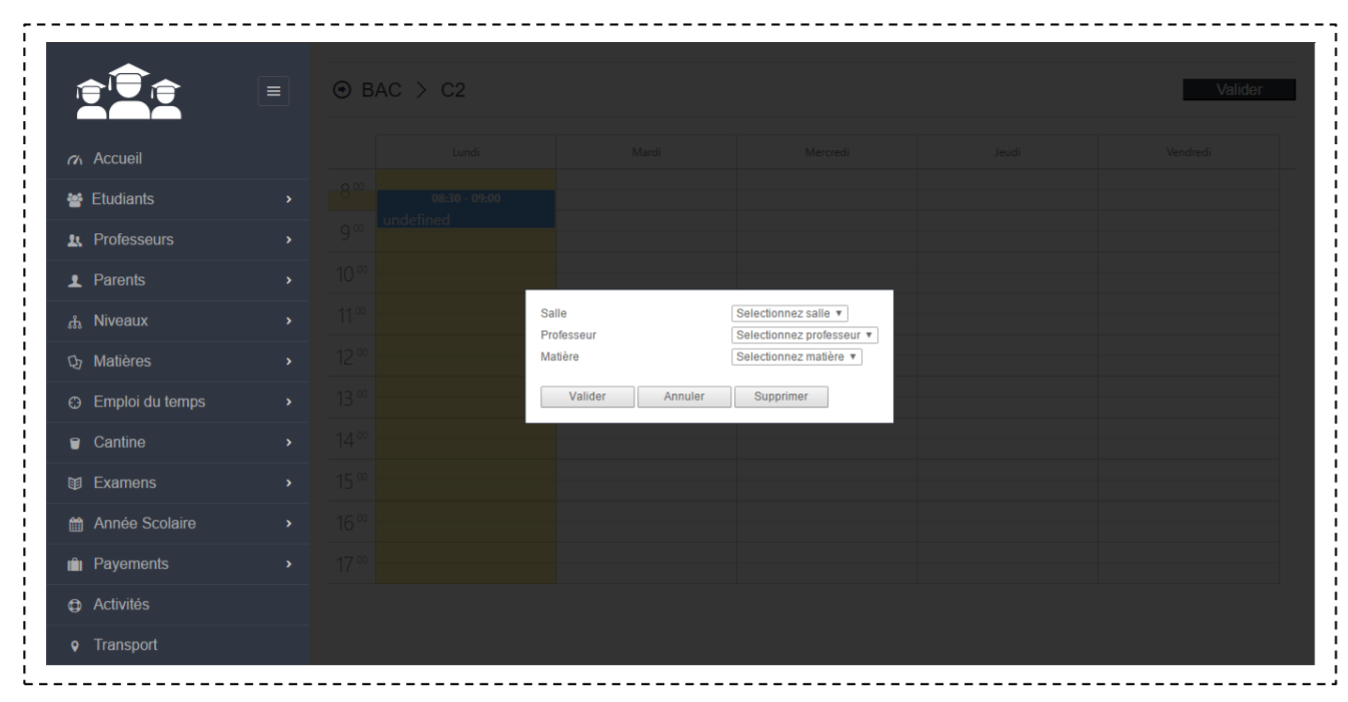 BAC > C2
Valider
Accueil
Etudiants
Professeurs
Parents
Niveaux
Matières
Emploi du temps
Cantine
Examens
Année Scolaire
Payements
Activités
Transport
Lundi Mardi Mercredi Jeudi Vendredi
8 00
08:30 - 09:00
undefined
9 00
10 00
11 00
12 00
13 00
14 00
15 00
16 00
17 00
Salle Selectionnez salle
Professeur Selectionnez professeur
Matière Selectionnez matière
Valider Annuler Supprimer